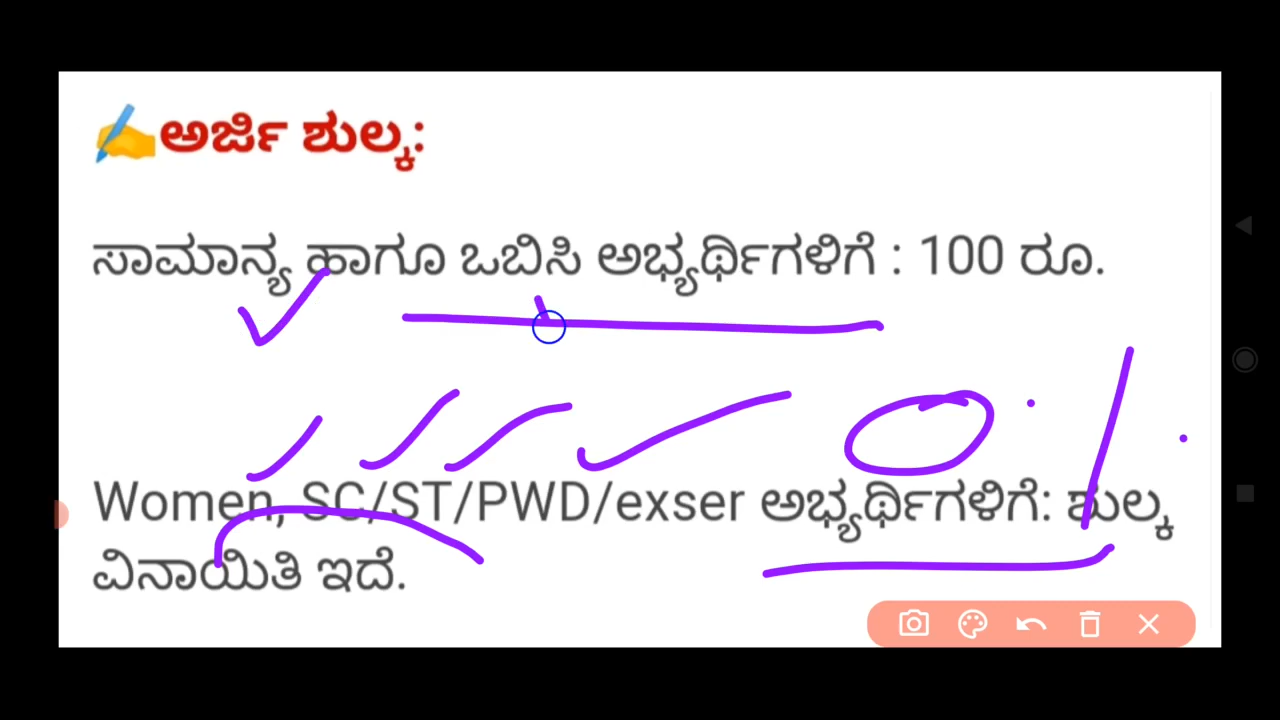 ✍️ಅರ್ಜಿ ಶುಲ್ಕ:
ಸಾಮಾನ್ಯ ಹಾಗೂ ಒಬಿಸಿ ಅಭ್ಯರ್ಥಿಗಳಿಗೆ : 100 ರೂ.
Women, SC/ST/PWD/exser ಅಭ್ಯರ್ಥಿಗಳಿಗೆ: ಶುಲ್ಕ
ವಿನಾಯಿತಿ ಇದೆ.